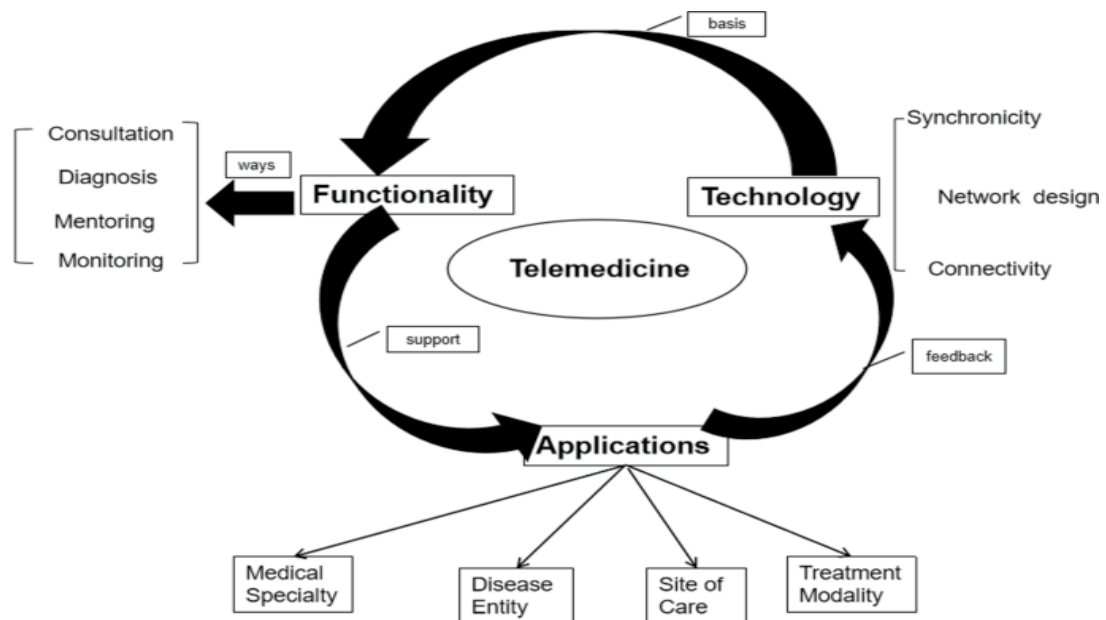 basis
Consultation
Diagnosis
Mentoring
Monitoring
ways
Functionality
Technology
Synchronicity
Network design
Connectivity
Telemedicine
support
feedback
Applications
Medical
Specialty
Disease
Entity
Site of
Care
Treatment
Modality